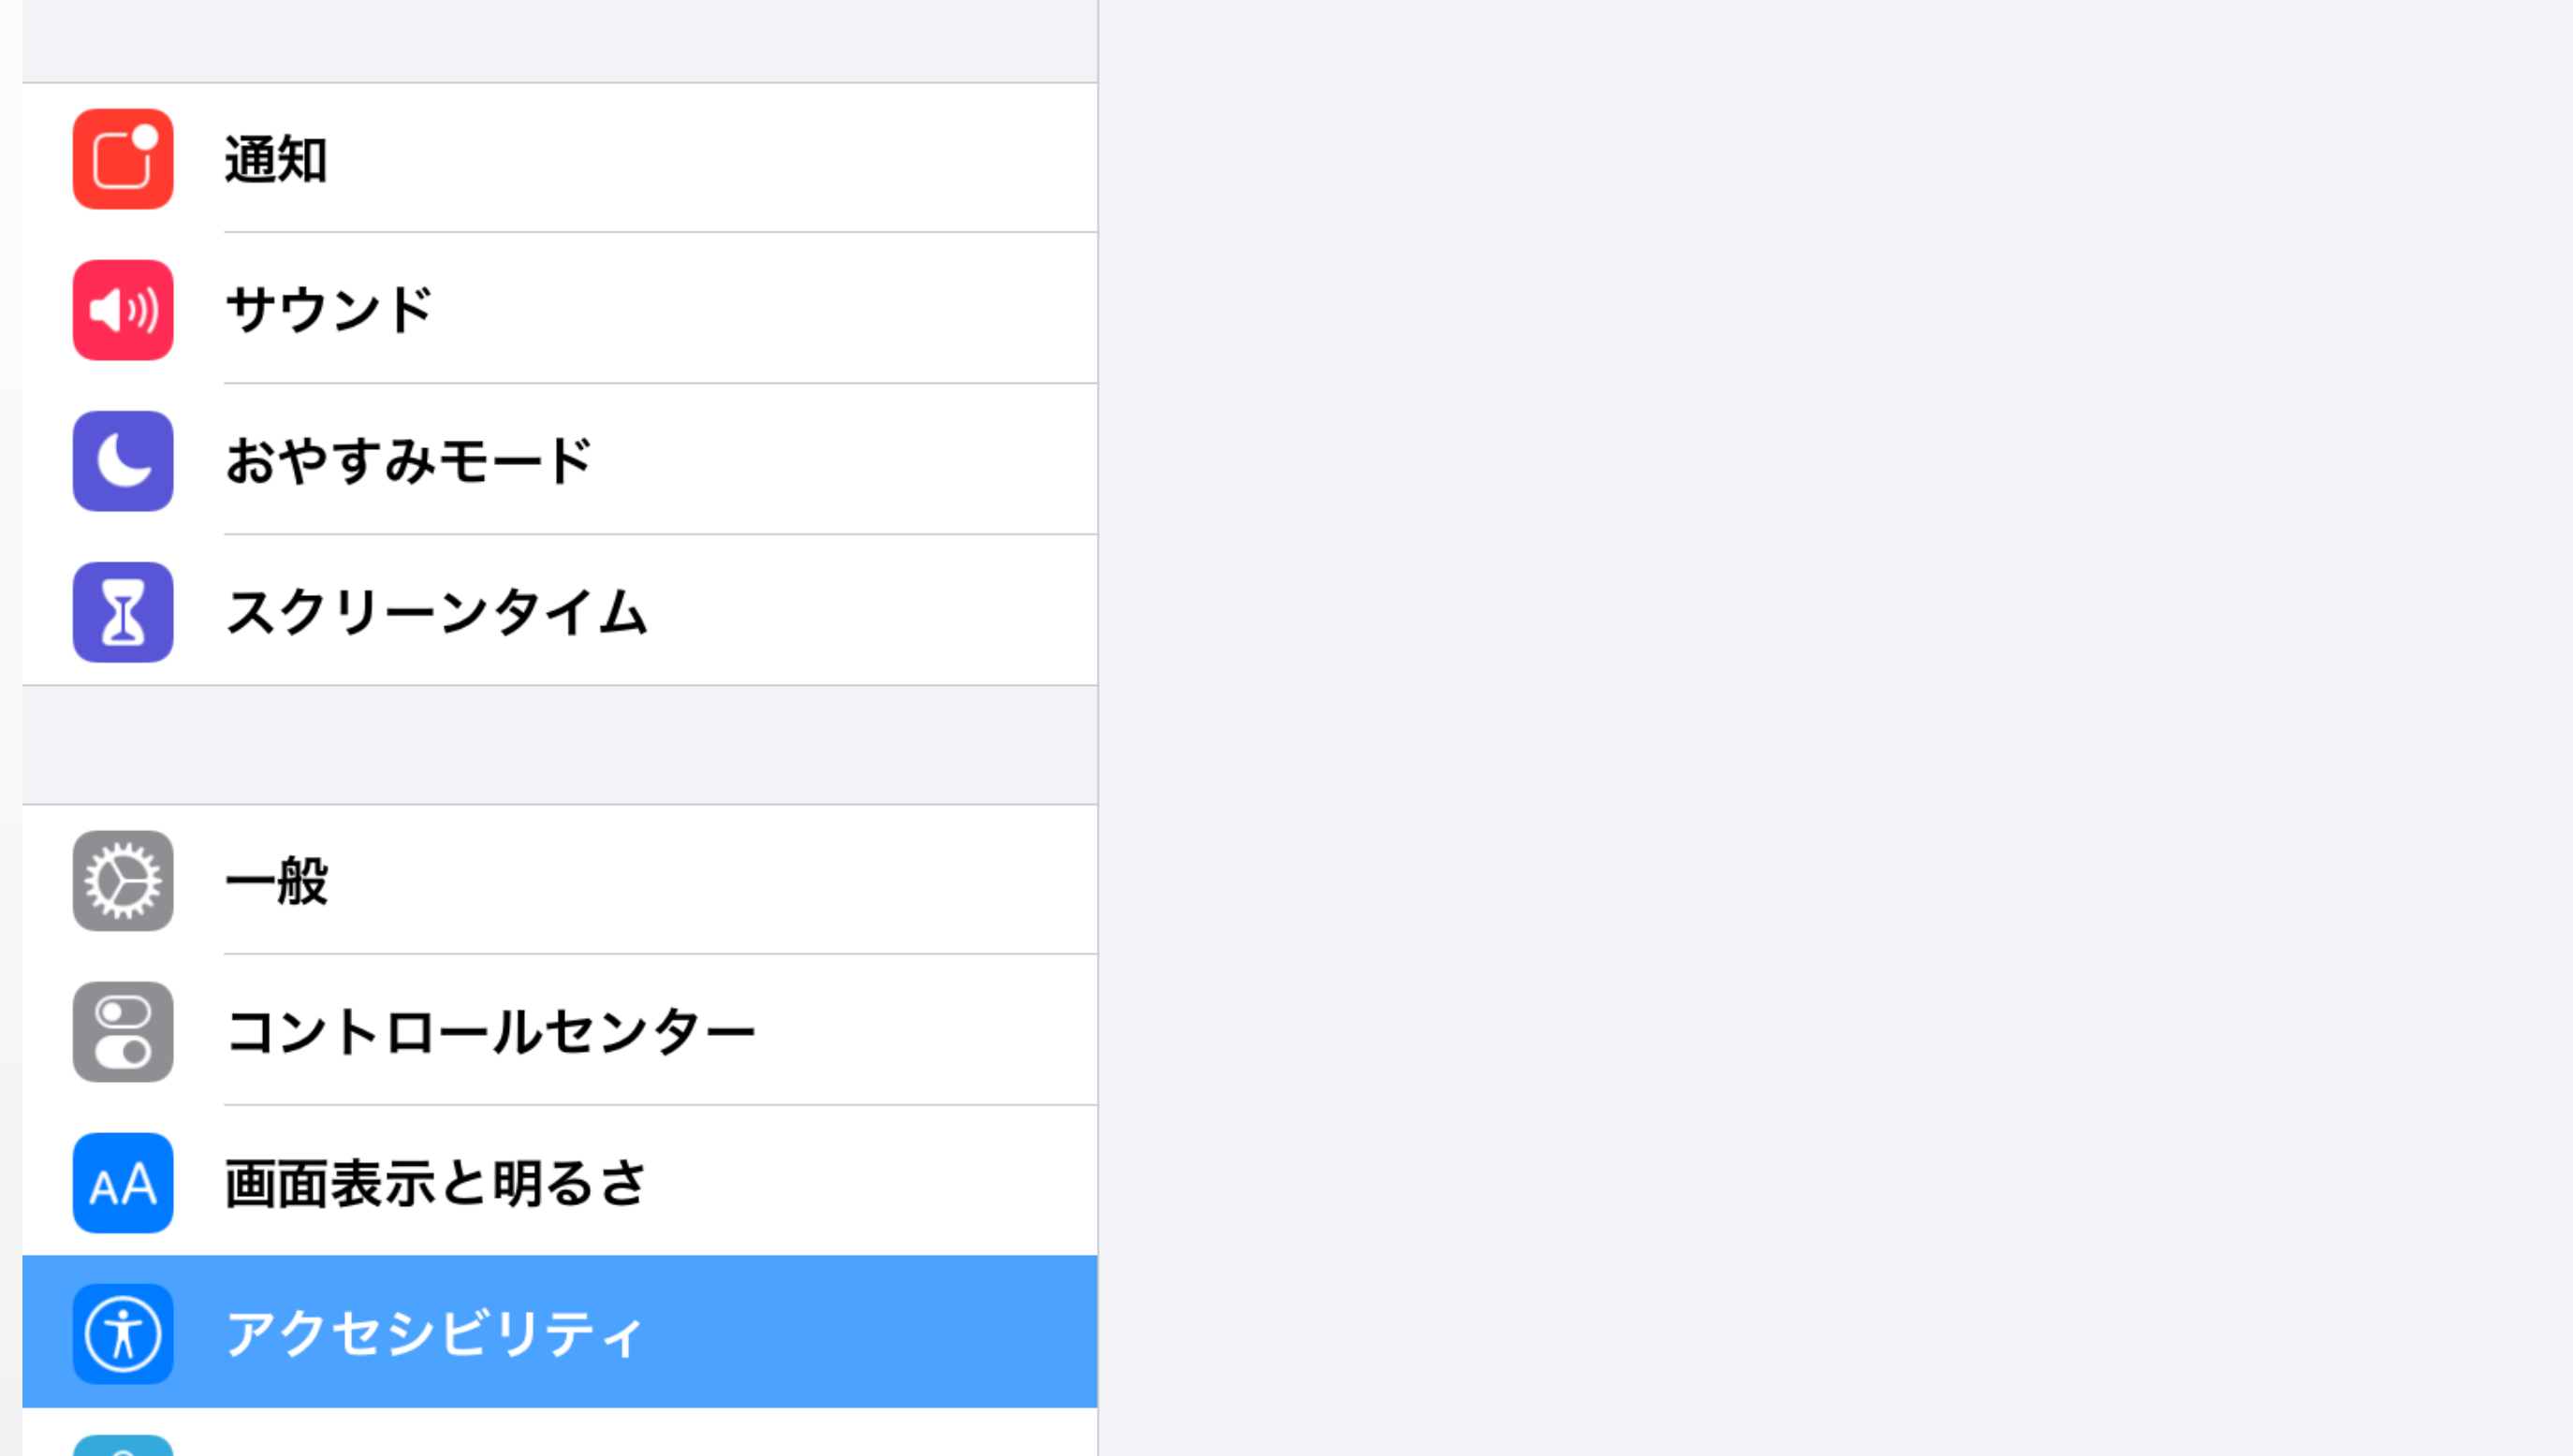 通知
サウンド
おやすみモード
スクリーンタイム
一般
コントロールセンター
AA
画面表示と明るさ
アクセシビリティ